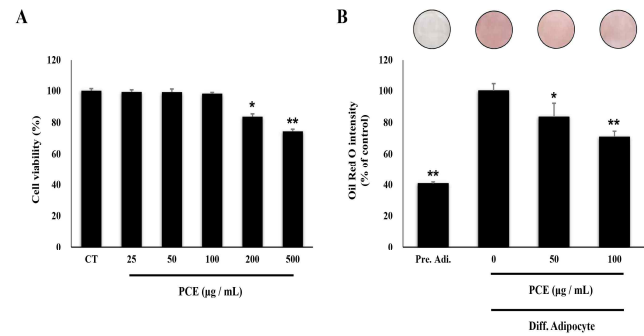 A
Cell viability (%)
120
100
80
60
40
20
0
*
**
CT 25 50 100 200 500
PCE (µg / mL)
B
Oil Red O intensity
(% of control)
120
100
80
60
40
20
0
**
*
**
Pre. Adi. 0 50 100
PCE (µg / mL)
Diff. Adipocyte